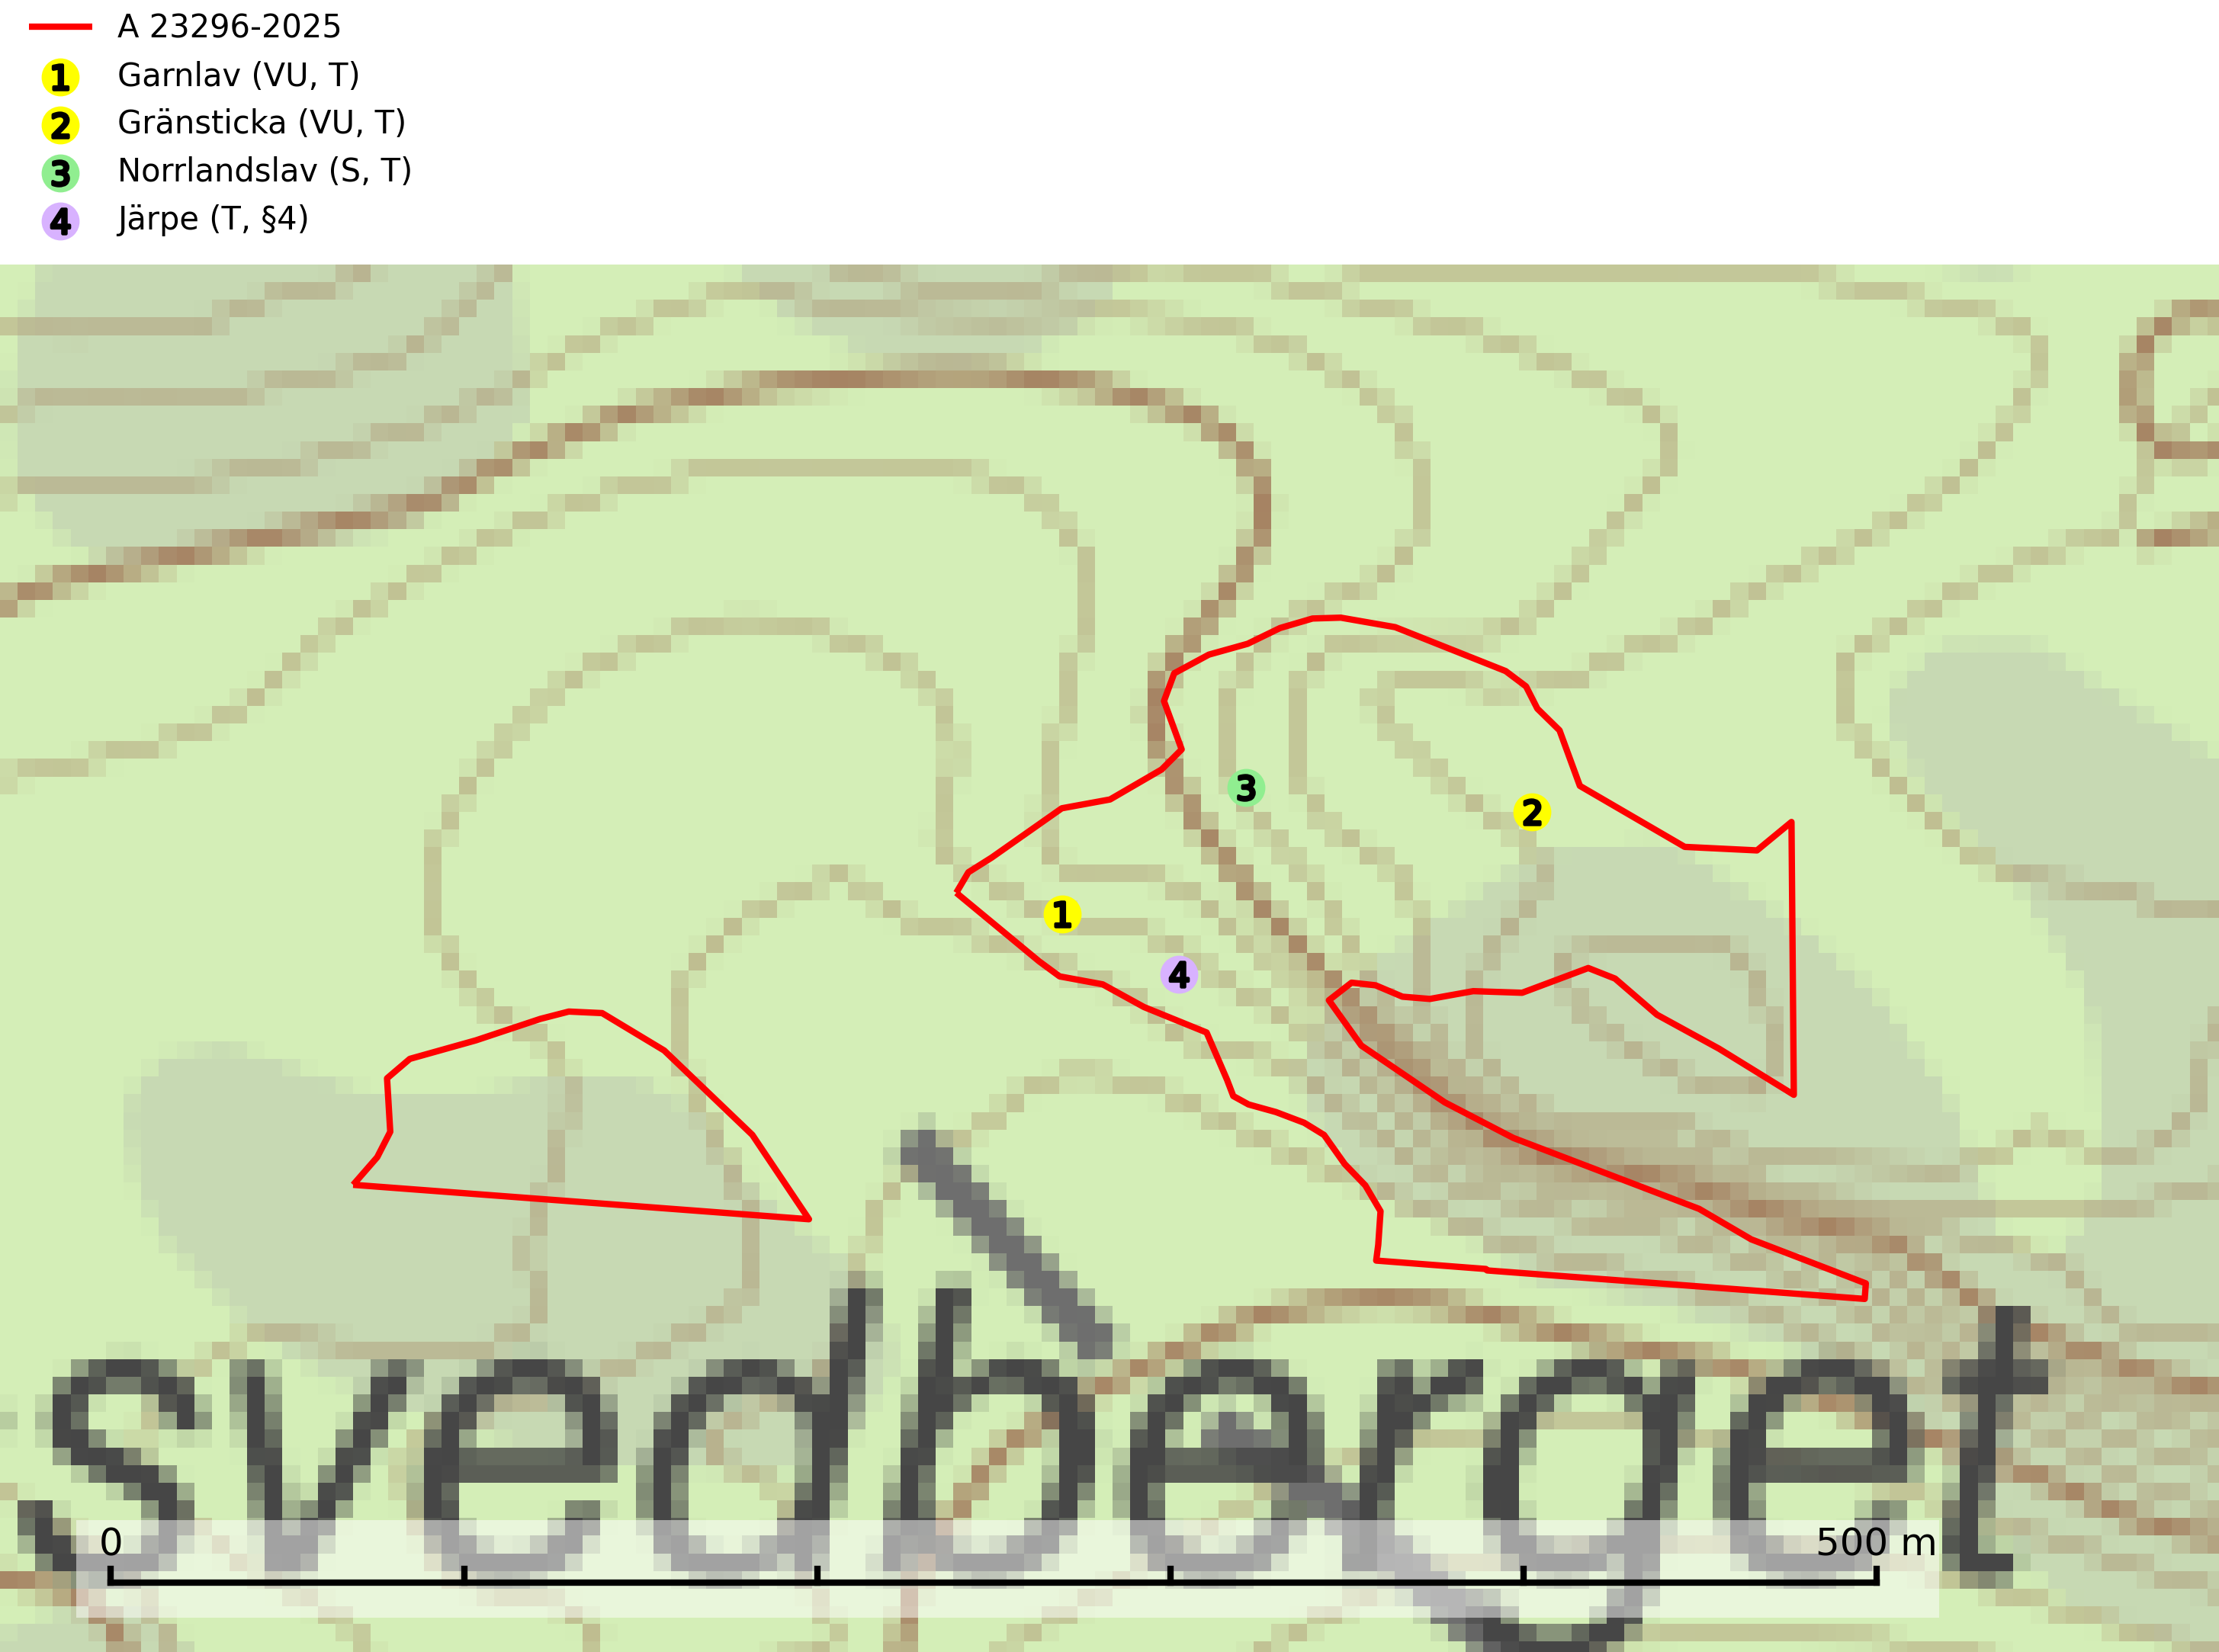 A 23296-2025
1 Garnlav (VU, T)
2 Gränsticka (VU, T)
3 Norrlandslav (S, T)
4 Järpe (T, §4)
3
2
1
4
svedberget
0 500 m